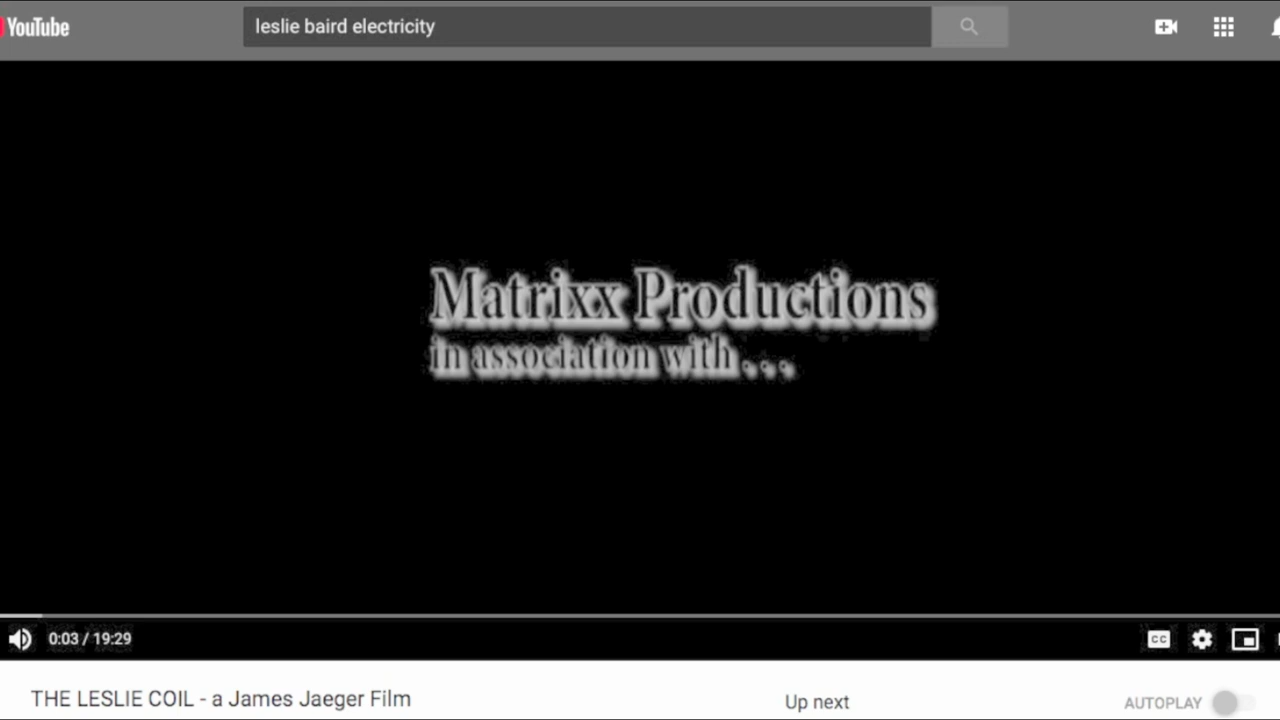 YouTube
leslie baird electricity
Matrixx Productions
in association with . . .
0:03 / 19:29
CC
THE LESLIE COIL - a James Jaeger Film
Up next
AUTOPLAY